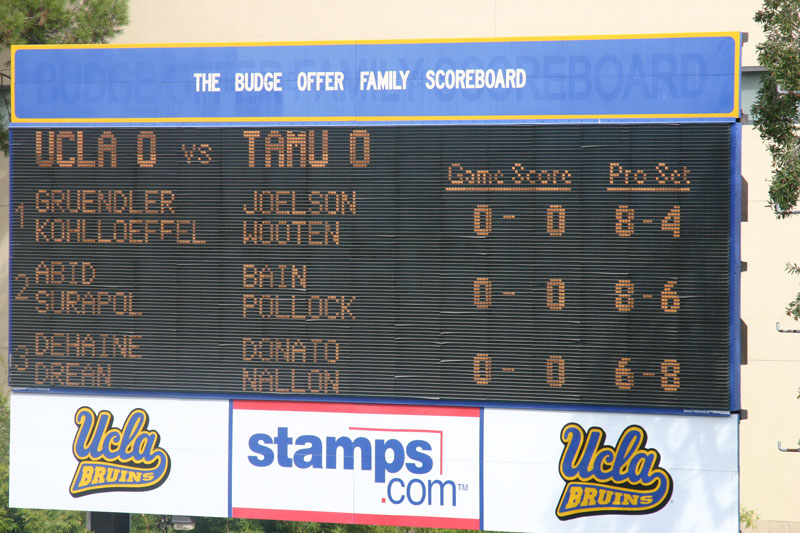 THE BUDGE OFFER FAMILY SCOREBOARD
UCLA 0 vs TAMU 0
Game Score Pro Set
1 GRUENDLER JOELSON 0-0 8-4
KOHLLOEFFEL WOOTEN
2 ABID BAIN 0-0 8-6
SURAPOL POLLOCK
3 DEHAINE DONATO 0-0 6-8
DREAN NALLON
Ucla BRUINS
stamps.com™
Ucla BRUINS